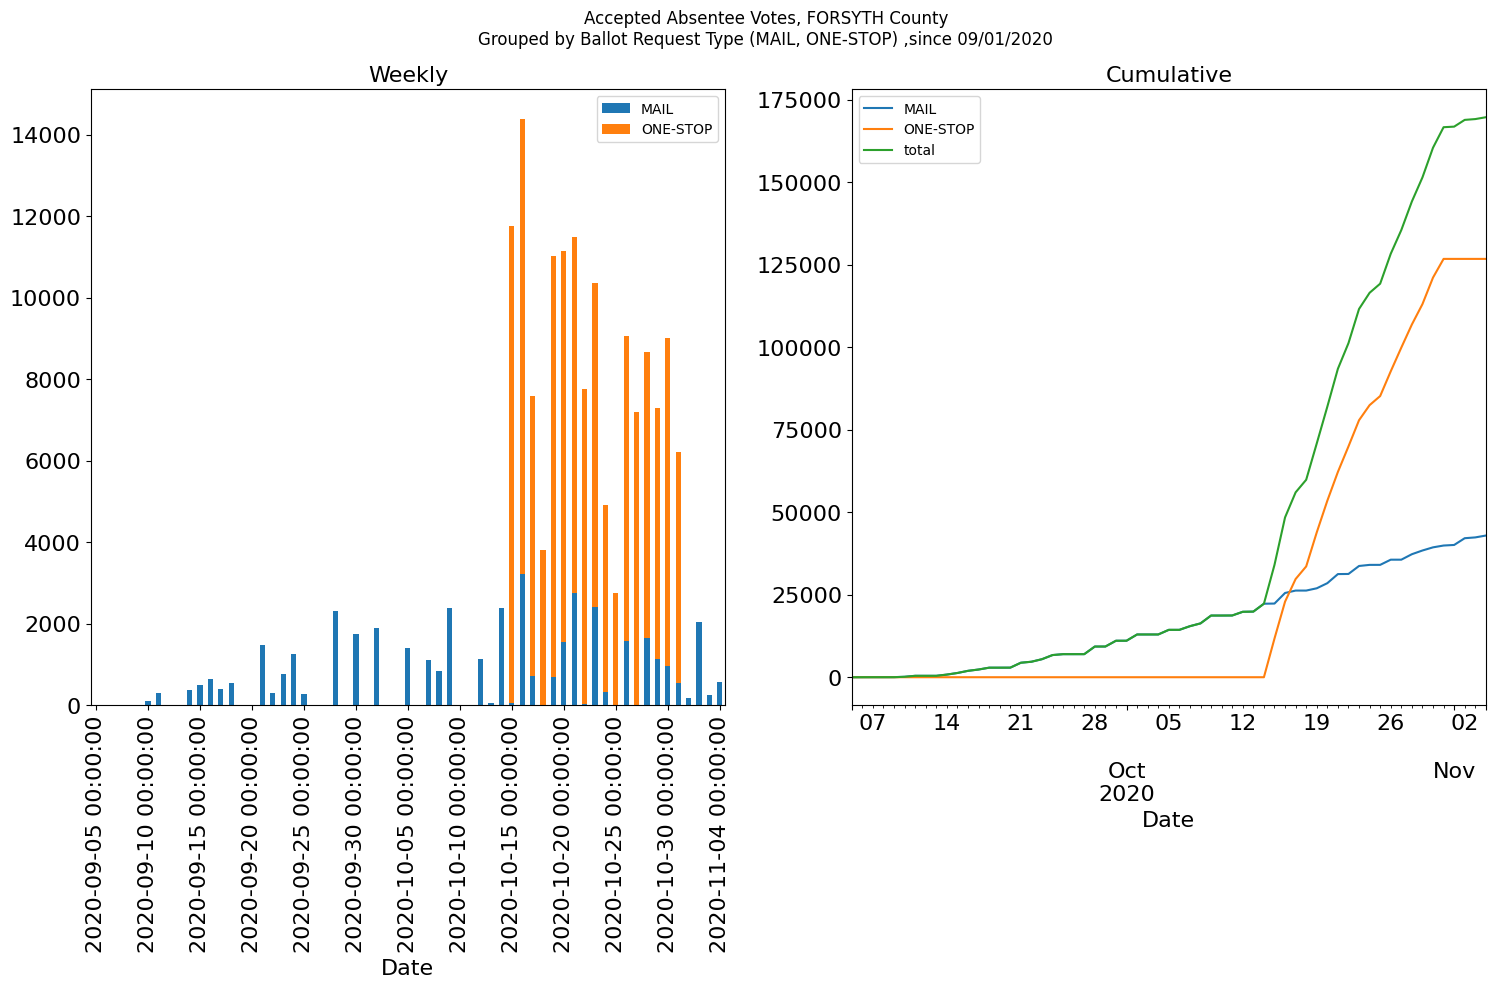 Accepted Absentee Votes, FORSYTH County
Grouped by Ballot Request Type (MAIL, ONE-STOP) ,since 09/01/2020
Weekly
MAIL
ONE-STOP
14000
12000
10000
8000
6000
4000
2000
0
2020-09-05 00:00:00
2020-09-10 00:00:00
2020-09-15 00:00:00
2020-09-20 00:00:00
2020-09-25 00:00:00
2020-09-30 00:00:00
2020-10-05 00:00:00
2020-10-10 00:00:00
2020-10-15 00:00:00
2020-10-20 00:00:00
2020-10-25 00:00:00
2020-10-30 00:00:00
2020-11-04 00:00:00
Date
Cumulative
MAIL
ONE-STOP
total
175000
150000
125000
100000
75000
50000
25000
0
07 14 21 28 05 12 19 26 02
Oct Nov
2020
Date